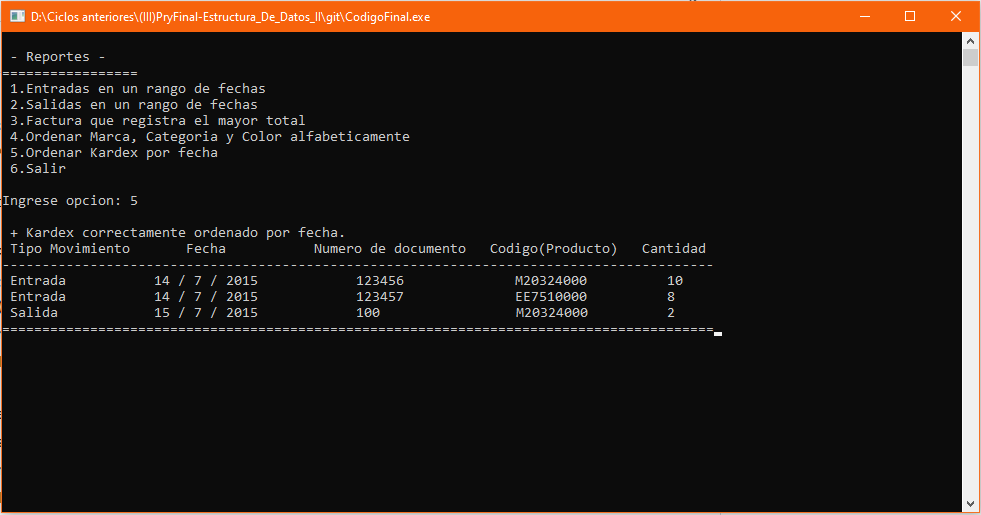 D:\Ciclos anteriores\(III)PryFinal-Estructura_De_Datos_II\git\CodigoFinal.exe
- Reportes -
=================
1.Entradas en un rango de fechas
2.Salidas en un rango de fechas
3.Factura que registra el mayor total
4.Ordenar Marca, Categoria y Color alfabeticamente
5.Ordenar Kardex por fecha
6.Salir
Ingrese opcion: 5
+ Kardex correctamente ordenado por fecha.
Tipo Movimiento Fecha Numero de documento Codigo(Producto) Cantidad
-----------------------------------------------------------------------------------------
Entrada 14 / 7 / 2015 123456 M20324000 10
Entrada 14 / 7 / 2015 123457 EE7510000 8
Salida 15 / 7 / 2015 100 M20324000 2
=========================================================================================